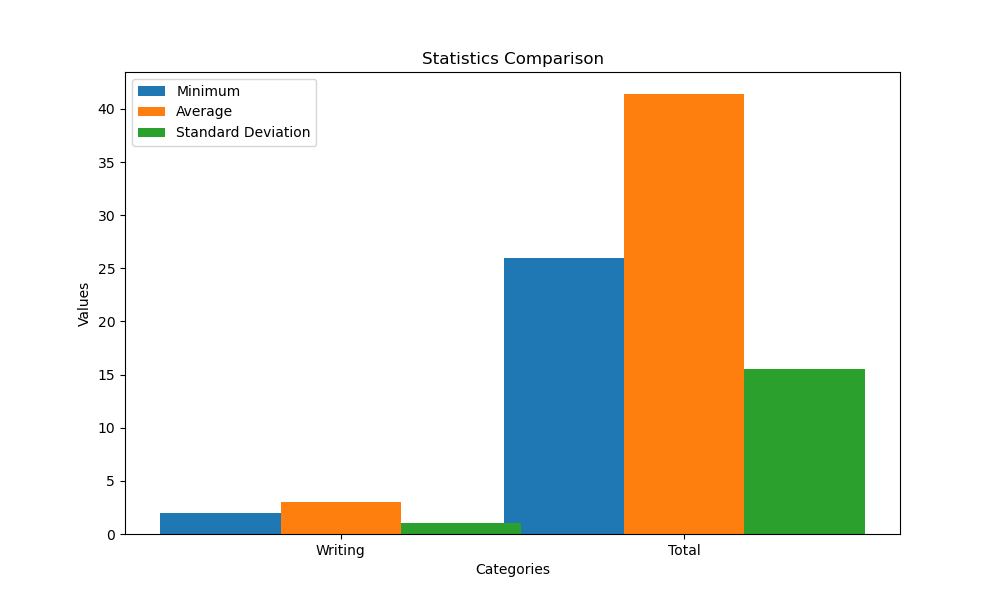 Statistics Comparison
Minimum
Average
Standard Deviation
40
35
30
25
20
15
10
5
0
Values
Writing
Total
Categories